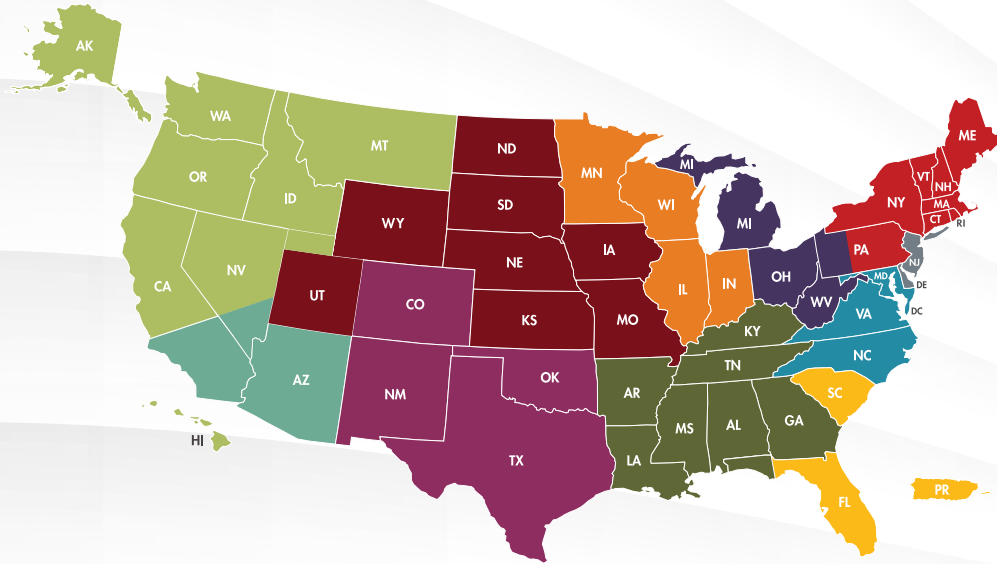 AK
WA
MT
ND
ME
OR
ID
MN
MI
VT
NH
SD
WI
NY
MA
WY
MI
CT
RI
NV
NE
IA
PA
NJ
CA
UT
CO
IL
IN
OH
MD
DE
WV
DC
KS
MO
VA
KY
NC
AZ
NM
OK
TN
AR
SC
HI
TX
LA
MS
AL
GA
FL
PR